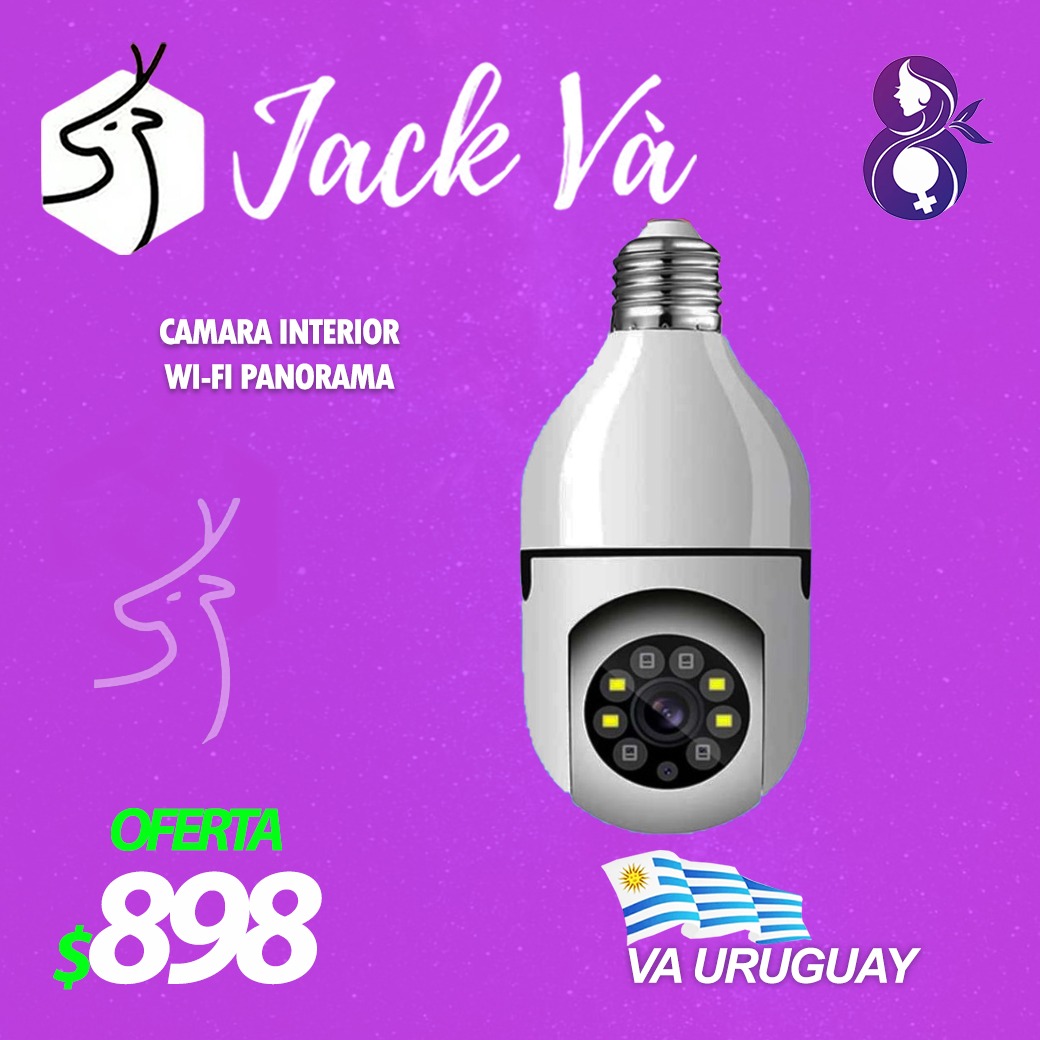 Jack Và
CAMARA INTERIOR
WI-FI PANORAMA
OFERTA
$898
VA URUGUAY